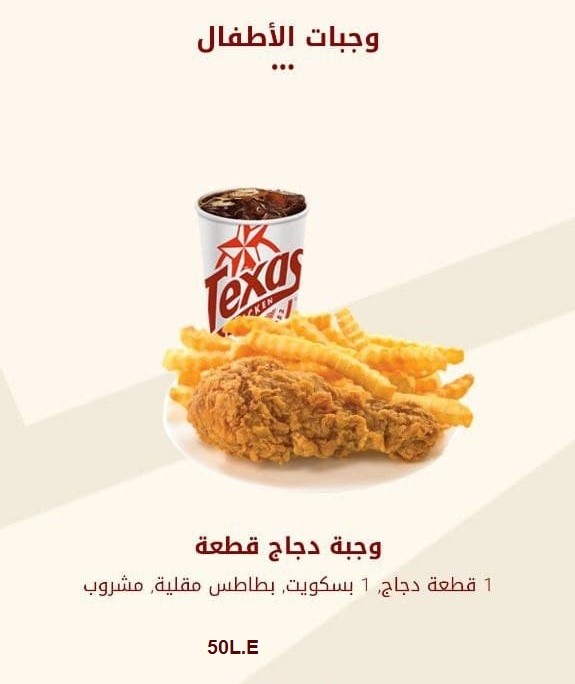 وجبات الأطفال
...
Texas
وجبة دجاج قطعة
1 قطعة دجاج, 1 بسكويت, بطاطس مقلية, مشروب
50L.E